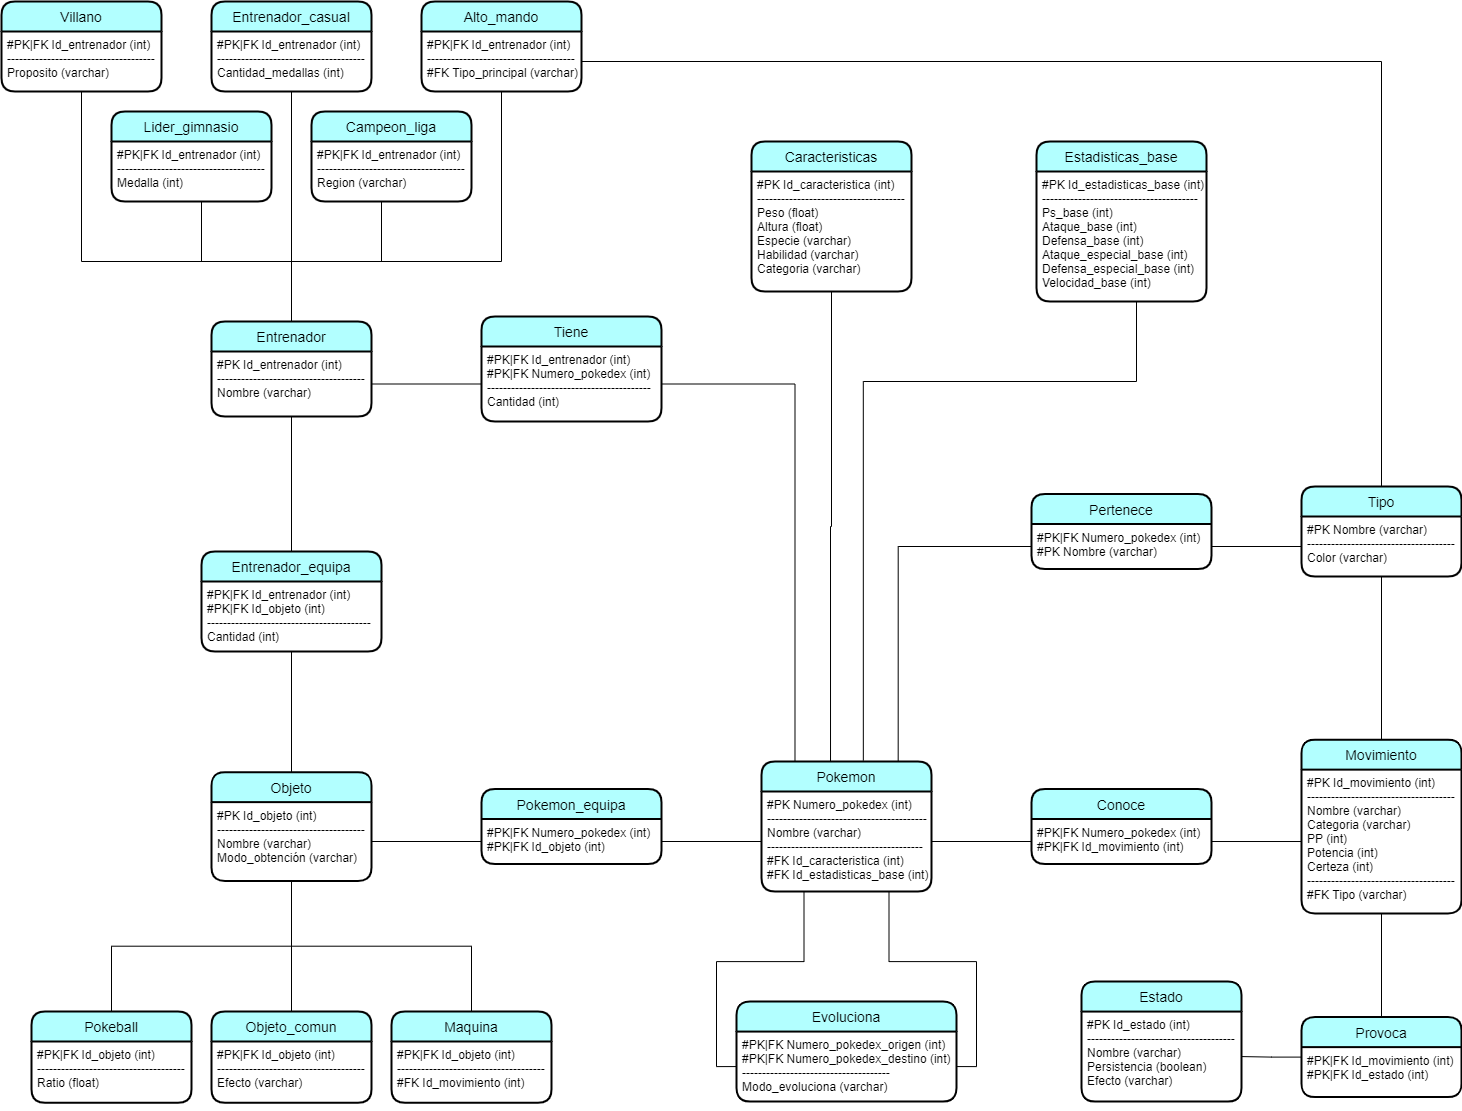 Villano
#PK|FK Id_entrenador (int)
Proposito (varchar)
Entrenador_casual
#PK|FK Id_entrenador (int)
Cantidad_medallas (int)
Alto_mando
#PK|FK Id_entrenador (int)
#FK Tipo_principal (varchar)
Lider_gimnasio
#PK|FK Id_entrenador (int)
Medalla (int)
Campeon_liga
#PK|FK Id_entrenador (int)
Region (varchar)
Caracteristicas
#PK Id_caracteristica (int)
Peso (float)
Altura (float)
Especie (varchar)
Habilidad (varchar)
Categoria (varchar)
Estadisticas_base
#PK Id_estadisticas_base (int)
Ps_base (int)
Ataque_base (int)
Defensa_base (int)
Ataque_especial_base (int)
Defensa_especial_base (int)
Velocidad_base (int)
Entrenador
#PK Id_entrenador (int)
Nombre (varchar)
Tiene
#PK|FK Id_entrenador (int)
#PK|FK Numero_pokedex (int)
Cantidad (int)
Pertenece
#PK|FK Numero_pokedex (int)
#PK Nombre (varchar)
Tipo
#PK Nombre (varchar)
Color (varchar)
Entrenador_equipa
#PK|FK Id_entrenador (int)
#PK|FK Id_objeto (int)
Cantidad (int)
Objeto
#PK Id_objeto (int)
Nombre (varchar)
Modo_obtención (varchar)
Pokemon_equipa
#PK|FK Numero_pokedex (int)
#PK|FK Id_objeto (int)
Pokemon
#PK Numero_pokedex (int)
Nombre (varchar)
#FK Id_caracteristica (int)
#FK Id_estadisticas_base (int)
Conoce
#PK|FK Numero_pokedex (int)
#PK|FK Id_movimiento (int)
Movimiento
#PK Id_movimiento (int)
Nombre (varchar)
Categoria (varchar)
PP (int)
Potencia (int)
Certeza (int)
#FK Tipo (varchar)
Pokeball
#PK|FK Id_objeto (int)
Ratio (float)
Objeto_comun
#PK|FK Id_objeto (int)
Efecto (varchar)
Maquina
#PK|FK Id_objeto (int)
#FK Id_movimiento (int)
Evoluciona
#PK|FK Numero_pokedex_origen (int)
#PK|FK Numero_pokedex_destino (int)
Modo_evoluciona (varchar)
Estado
#PK Id_estado (int)
Nombre (varchar)
Persistencia (boolean)
Efecto (varchar)
Provoca
#PK|FK Id_movimiento (int)
#PK|FK Id_estado (int)